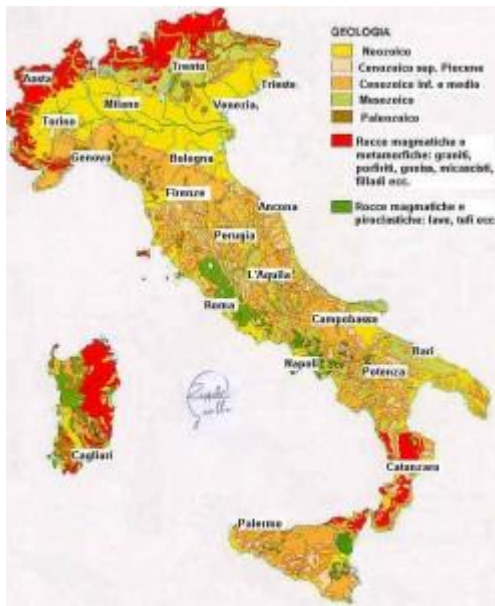 GEOLOGIA
Neozoico
Cenozoico sup. Pliocene
Cenozoico inf. e medio
Mesozoico
Paleozoico
Rocce magmatiche e
metamorfiche: graniti,
porfiriti, gneiss, micascisti,
filladi ecc.
Rocce magmatiche e
piroclastiche: lave, tufi ecc
Aosta
Trento
Trieste
Milano
Venezia
Torino
Genova
Bologna
Firenze
Ancona
Perugia
L'Aquila
Roma
Campobasso
Bari
Napoli
Potenza
Cagliari
Catanzaro
Palermo